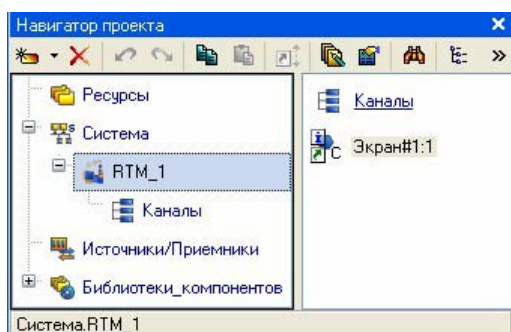 Навигатор проекта
Ресурсы
Система
RTM_1
Каналы
Источники/Приемники
Библиотеки_компонентов
Каналы
Экран#1:1
Система.RTM_1